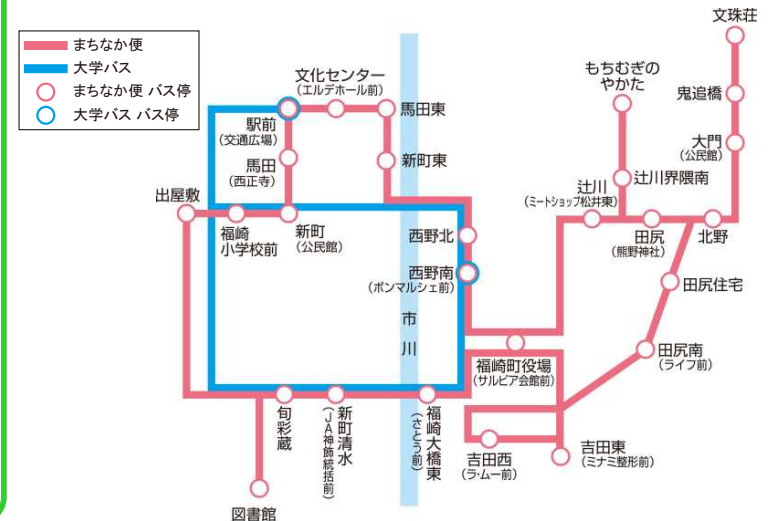 まちなか便
大学バス
まちなか便 バス停
大学バス バス停
文珠荘
文化センター
(エルデホール前)
もちむぎの
やかた
鬼追橋
駅前
(交通広場)
馬田東
大門
(公民館)
馬田
(西正寺)
新町東
辻川界隈南
辻川
(ミートショップ松井東)
出屋敷
福崎
小学校前
新町
(公民館)
西野北
田尻
(熊野神社)
北野
西野南
(ボンマルシェ前)
田尻住宅
市川
福崎町役場
(サルビア会館前)
田尻南
(ライフ前)
旬彩蔵
新町清水
(JA神飾統括前)
福崎大橋東
(さとう前)
吉田西
(ラ・ムー前)
吉田東
(ミナミ整形前)
図書館